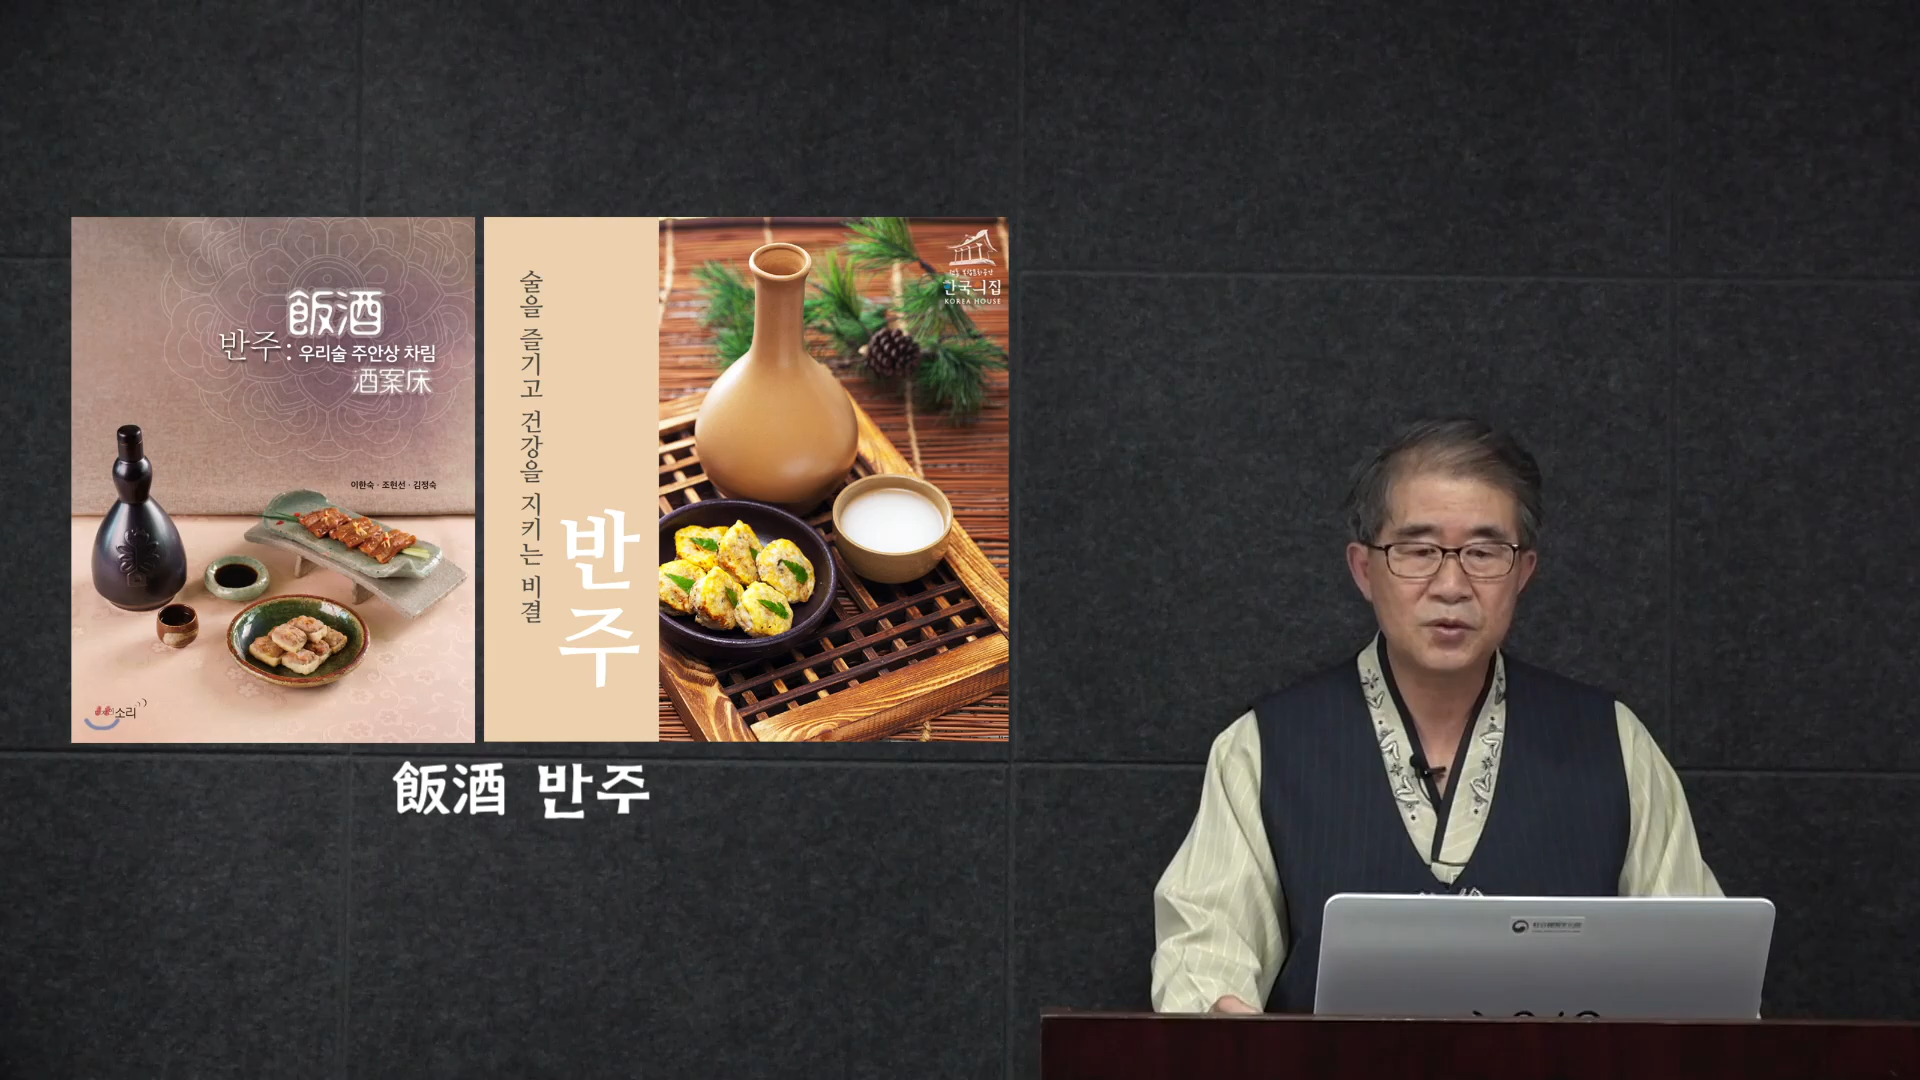 飯酒
반주 : 우리술 주안상 차림
酒案床
이한숙 · 조현선 · 김정숙
소리
술을 즐기고 건강을 지키는 비결
반주
한국의집
KOREA HOUSE
飯酒 반주